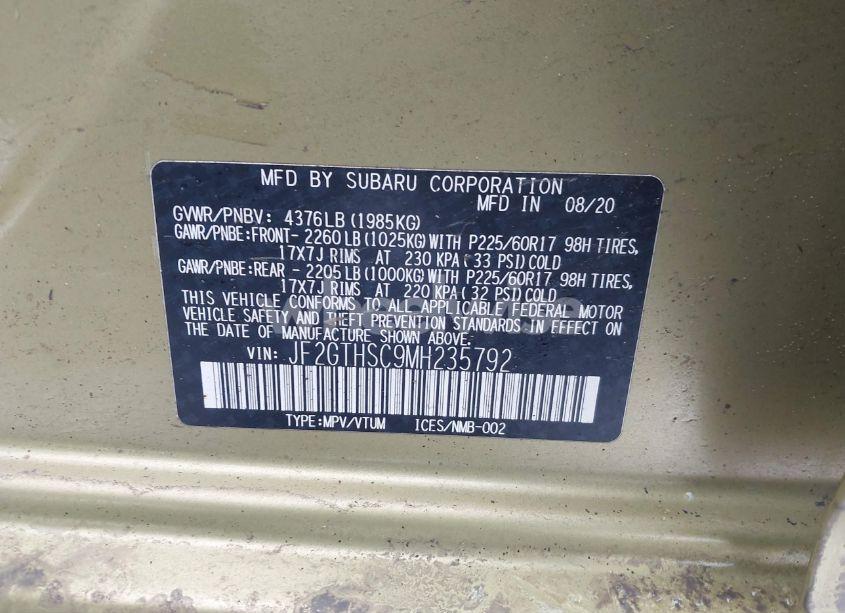 MFD BY SUBARU CORPORATION
MFD IN 08/20
GVWR/PNBV: 4376LB(1985KG)
GAWR/PNBE:FRONT- 2260LB(1025KG)WITH P225/60R17 98H TIRES,
17X7J RIMS AT 230 KPA( 33 PSI)COLD
GAWR/PNBE:REAR - 2205LB(1000KG)WITH P225/60R17 98H TIRES,
17X7J RIMS AT 220 KPA( 32 PSI)COLD
THIS VEHICLE CONFORMS TO ALL APPLICABLE FEDERAL MOTOR
VEHICLE SAFETY AND THEFT PREVENTION STANDARDS IN EFFECT ON
THE DATE OF MANUFACTURE SHOWN ABOVE.
VIN: JF2GTHSC9MH235792
TYPE:MPV/VTUM ICES/NMB-002